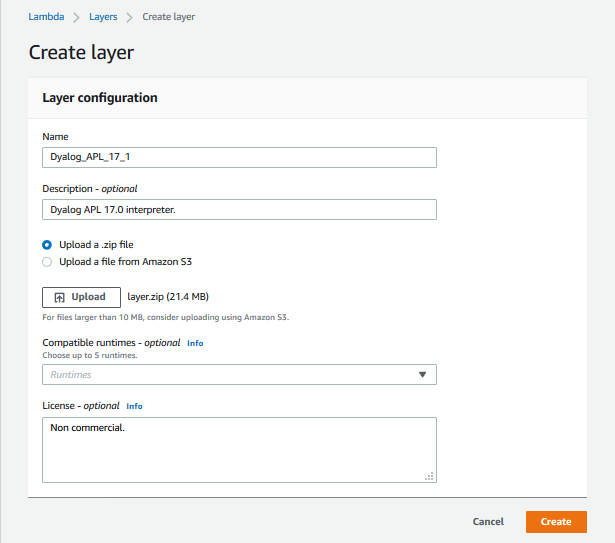 Lambda > Layers > Create layer
Create layer
Layer configuration
Name
Dyalog_APL_17_1
Description - optional
Dyalog APL 17.0 interpreter.
Upload a .zip file
Upload a file from Amazon S3
Upload layer.zip (21.4 MB)
For files larger than 10 MB, consider uploading using Amazon S3.
Compatible runtimes - optional Info
Choose up to 5 runtimes.
Runtimes
License - optional Info
Non commercial.
Cancel Create